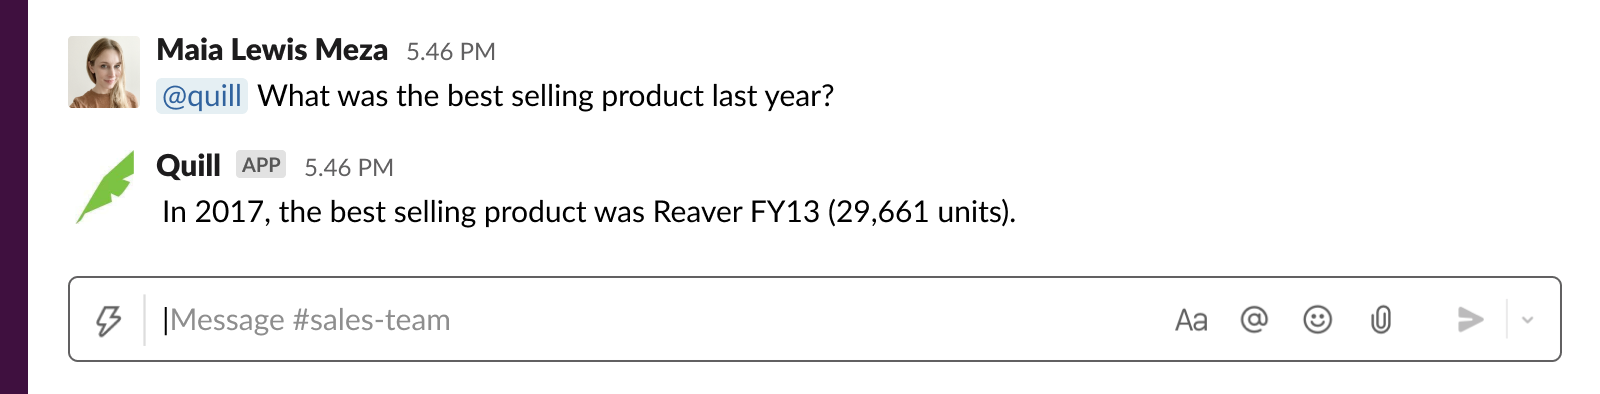 Maia Lewis Meza 5.46 PM
@quill What was the best selling product last year?
Quill APP 5.46 PM
In 2017, the best selling product was Reaver FY13 (29,661 units).
Message #sales-team Aa @